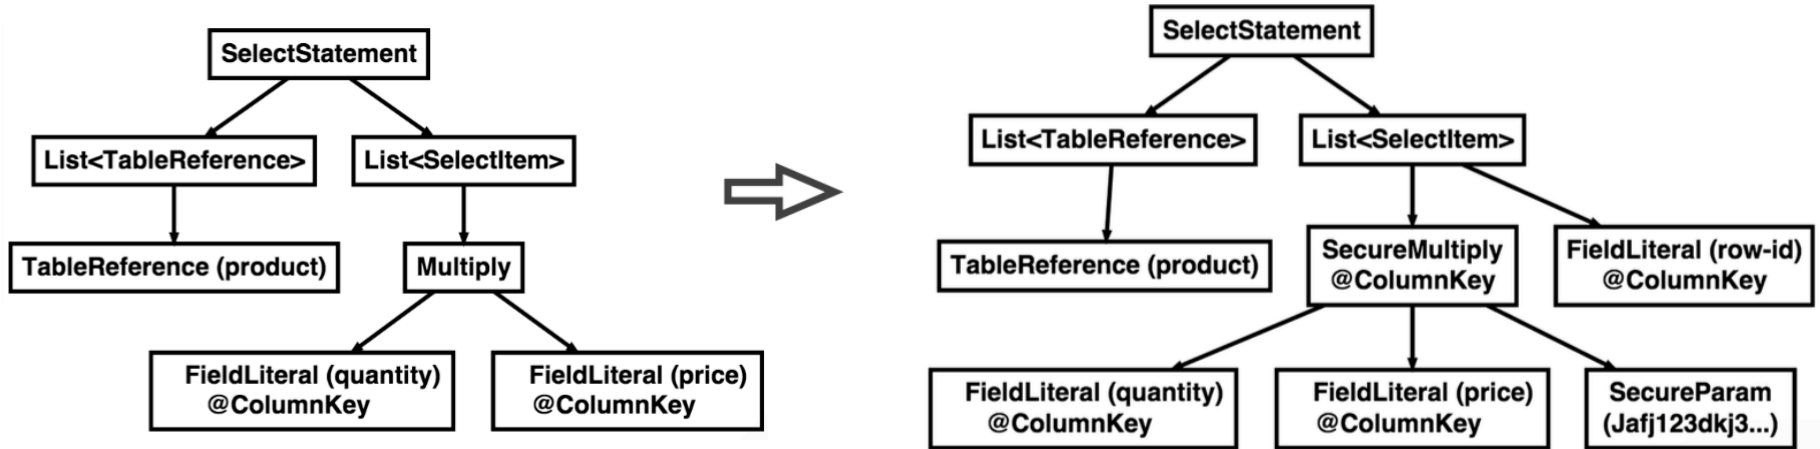 SelectStatement
List<TableReference>
List<SelectItem>
TableReference (product)
Multiply
FieldLiteral (quantity)
@ColumnKey
FieldLiteral (price)
@ColumnKey
SelectStatement
List<TableReference>
List<SelectItem>
TableReference (product)
SecureMultiply
@ColumnKey
FieldLiteral (row-id)
@ColumnKey
FieldLiteral (quantity)
@ColumnKey
FieldLiteral (price)
@ColumnKey
SecureParam
(Jafj123dkj3...)